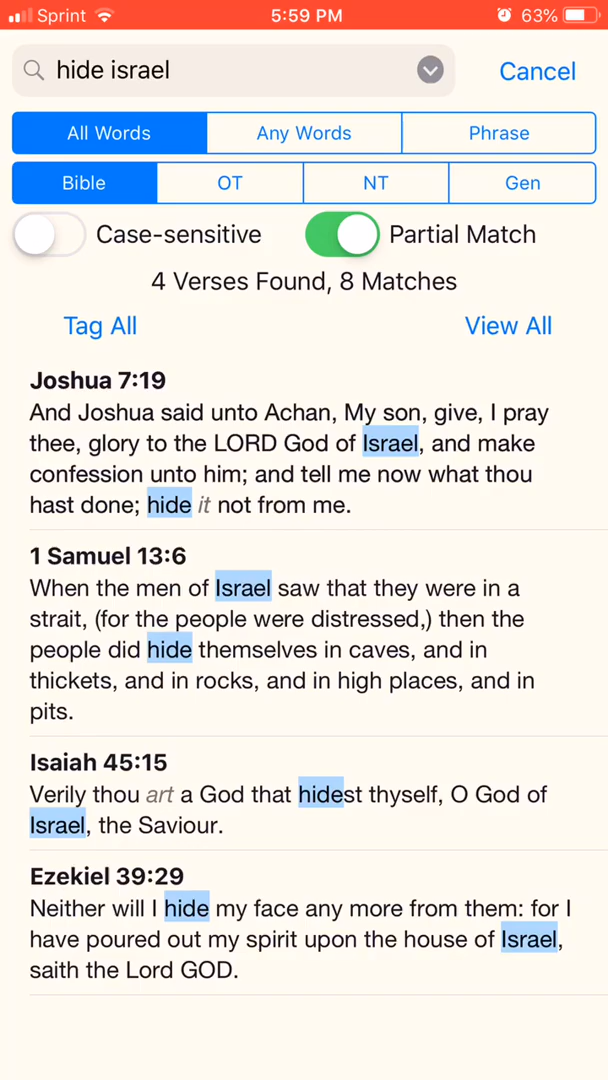 Sprint 5:59 PM 63%
hide israel Cancel
All Words Any Words Phrase
Bible OT NT Gen
Case-sensitive Partial Match
4 Verses Found, 8 Matches
Tag All View All
Joshua 7:19
And Joshua said unto Achan, My son, give, I pray
thee, glory to the LORD God of Israel, and make
confession unto him; and tell me now what thou
hast done; hide it not from me.
1 Samuel 13:6
When the men of Israel saw that they were in a
strait, (for the people were distressed,) then the
people did hide themselves in caves, and in
thickets, and in rocks, and in high places, and in
pits.
Isaiah 45:15
Verily thou art a God that hidest thyself, O God of
Israel, the Saviour.
Ezekiel 39:29
Neither will I hide my face any more from them: for I
have poured out my spirit upon the house of Israel,
saith the Lord GOD.